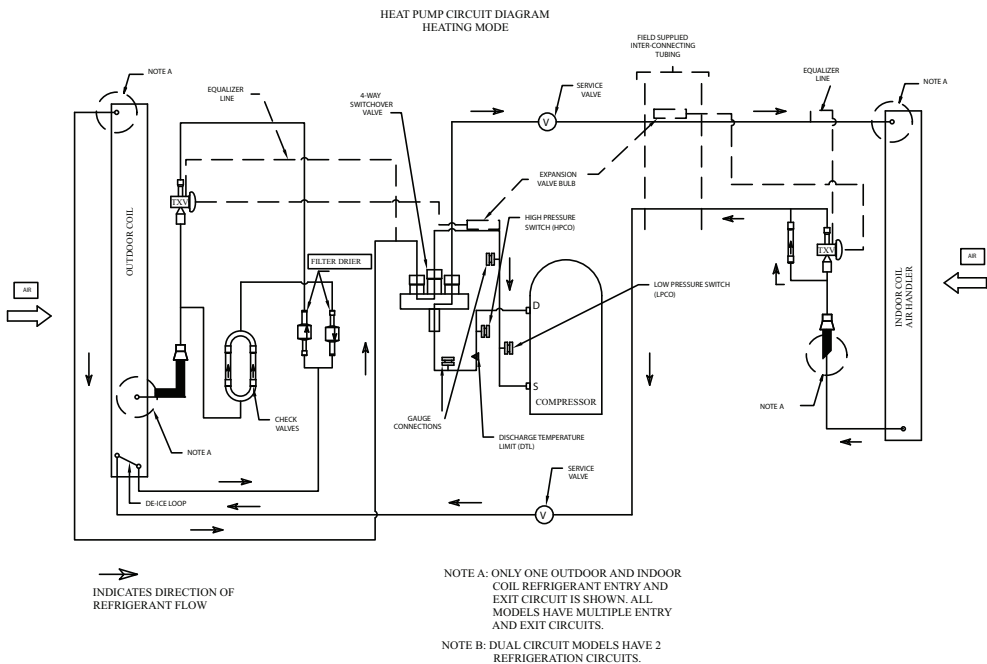 HEAT PUMP CIRCUIT DIAGRAM
HEATING MODE
FIELD SUPPLIED
INTER-CONNECTING
TUBING
NOTE A
EQUALIZER
LINE
4-WAY
SWITCHOVER
VALVE
SERVICE
VALVE
EQUALIZER
LINE
NOTE A
V
EXPANSION
VALVE BULB
TXV
OUTDOOR COIL
HIGH PRESSURE
SWITCH (HPCO)
TXV
FILTER DRIER
LOW PRESSURE SWITCH
(LPCO)
AIR
AIR
INDOOR COIL
AIR HANDLER
D
S
COMPRESSOR
NOTE A
CHECK
VALVES
GAUGE
CONNECTIONS
DISCHARGE TEMPERATURE
LIMIT (DTL)
NOTE A
SERVICE
VALVE
DE-ICE LOOP
V
INDICATES DIRECTION OF
REFRIGERANT FLOW
NOTE A: ONLY ONE OUTDOOR AND INDOOR
COIL REFRIGERANT ENTRY AND
EXIT CIRCUIT IS SHOWN. ALL
MODELS HAVE MULTIPLE ENTRY
AND EXIT CIRCUITS.
NOTE B: DUAL CIRCUIT MODELS HAVE 2
REFRIGERATION CIRCUITS.